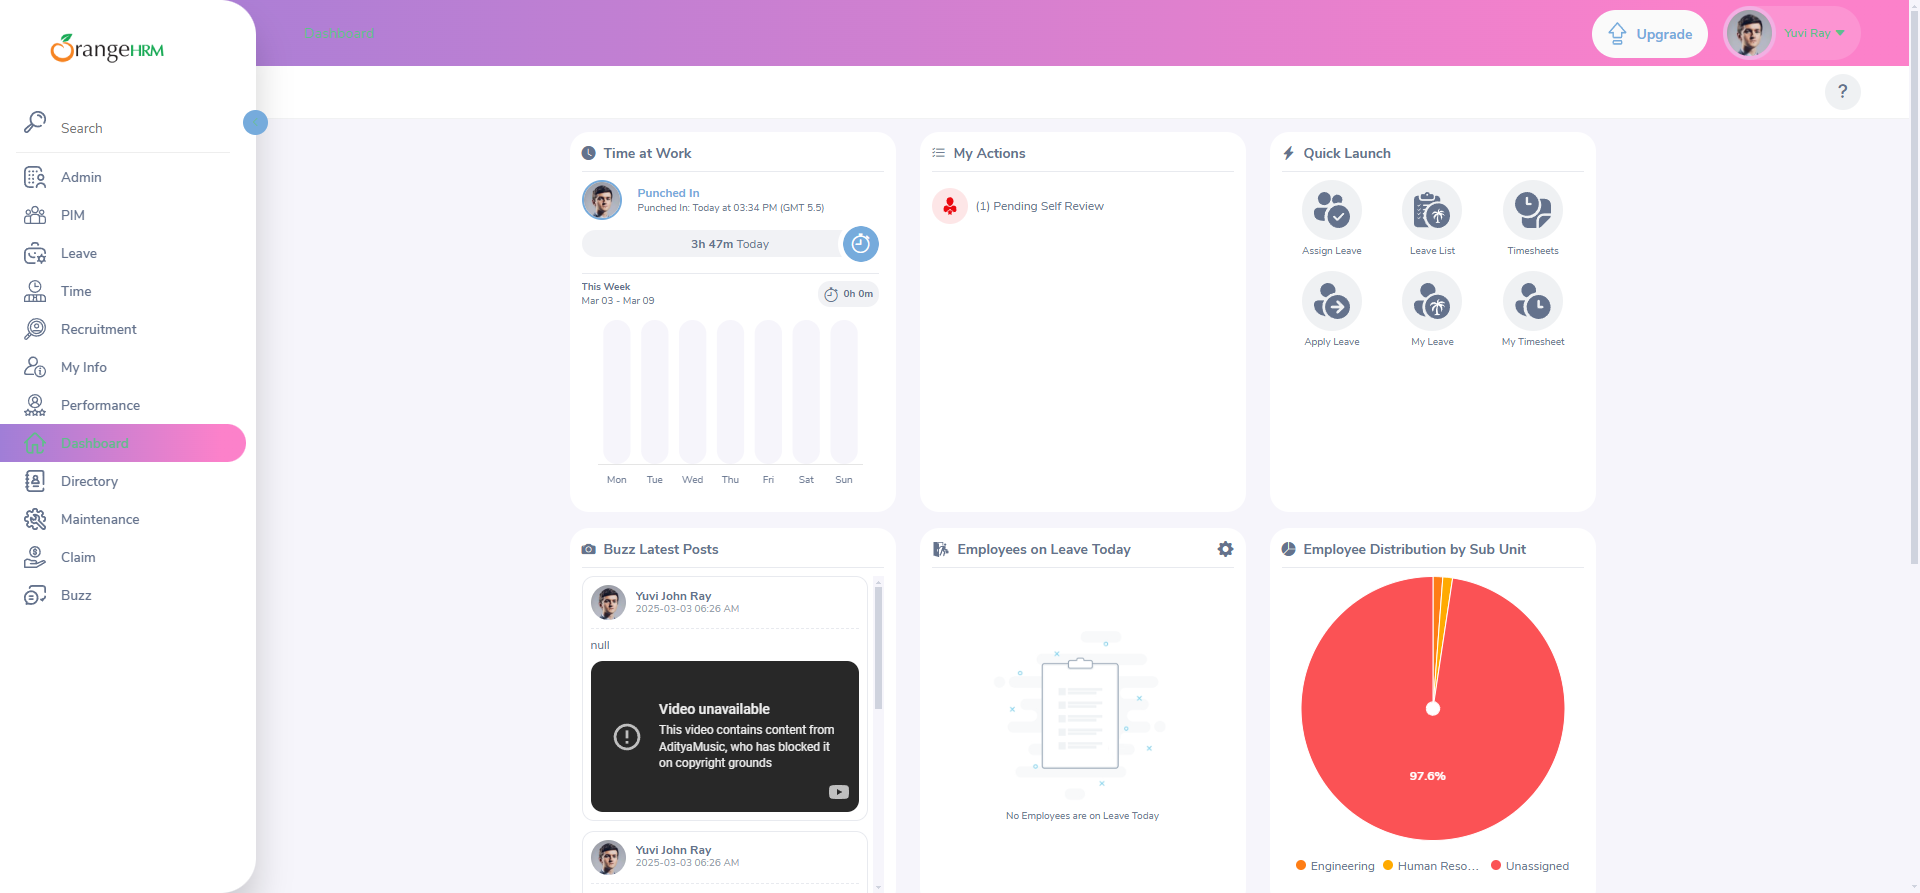 OrangeHRM
Search
Admin
PIM
Leave
Time
Recruitment
My Info
Performance
Dashboard
Directory
Maintenance
Claim
Buzz
Dashboard
Upgrade
Yuvi Ray
?
Time at Work
Punched In
Punched In: Today at 03:34 PM (GMT 5.5)
3h 47m Today
This Week
Mar 03 - Mar 09
0h 0m
Mon Tue Wed Thu Fri Sat Sun
My Actions
(1) Pending Self Review
Quick Launch
Assign Leave Leave List Timesheets
Apply Leave My Leave My Timesheet
Buzz Latest Posts
Yuvi John Ray
2025-03-03 06:26 AM
null
Video unavailable
This video contains content from
AdityaMusic, who has blocked it
on copyright grounds
Yuvi John Ray
2025-03-03 06:26 AM
Employees on Leave Today
No Employees are on Leave Today
Employee Distribution by Sub Unit
97.6%
Engineering Human Reso... Unassigned